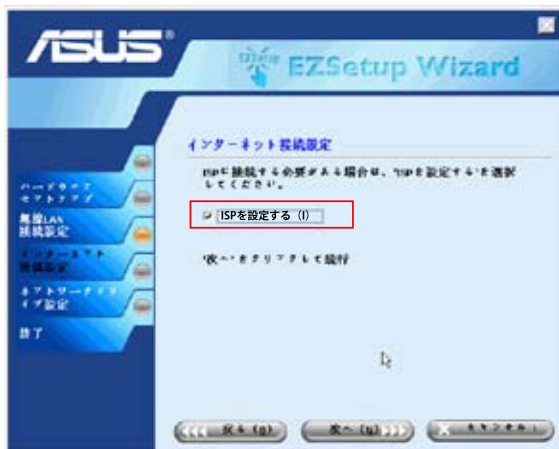 ASUS
EZSetup Wizard
インターネット接続設定
ISPに接続する必要がある場合は、'ISPを設定する'を選択
してください。
ISPを設定する (I)
'次へ'をクリックして続行
ハードウェア
セットアップ
無線LAN
接続設定
インターネット
接続設定
ネットワークドラ
イブ設定
終了
戻る (B)
次へ (N)
キャンセル